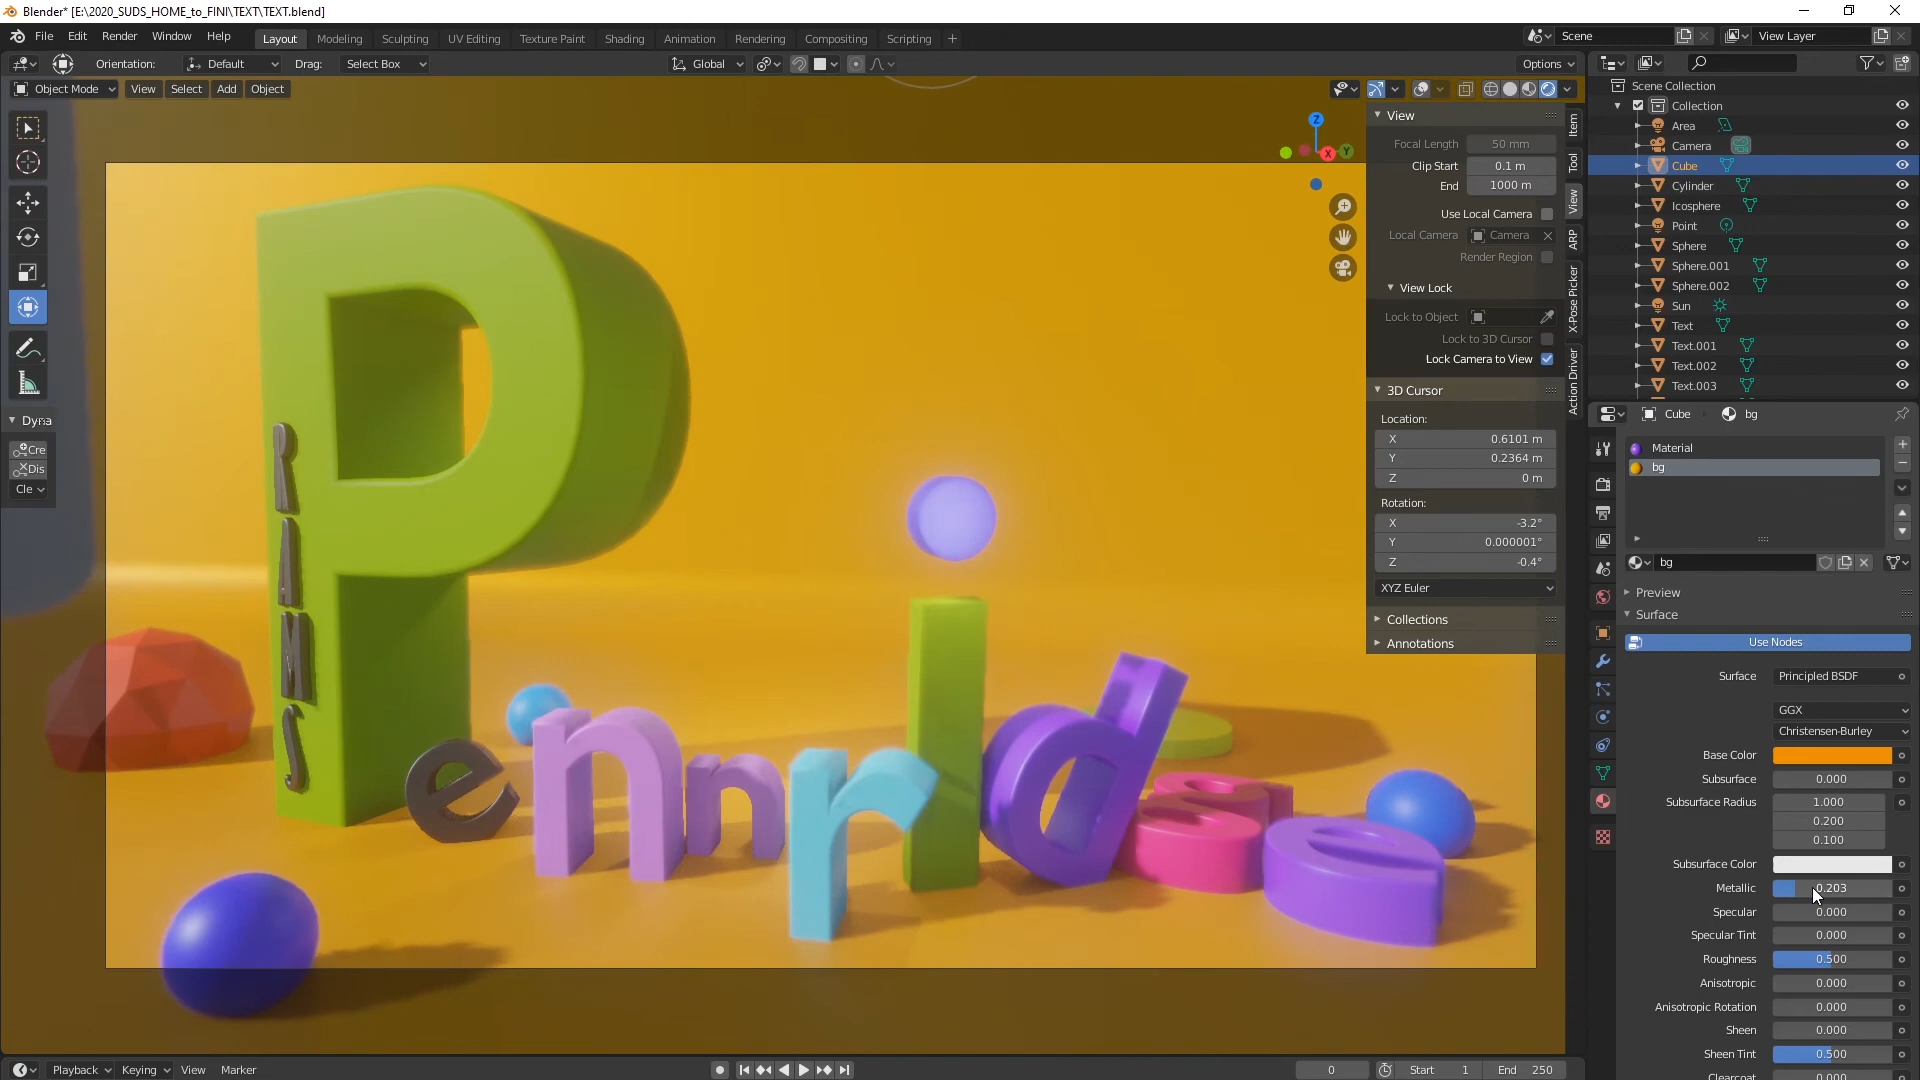 Blender* [E:\2020_SUDS_HOME_to_FINI\TEXT\TEXT.blend]
File Edit Render Window Help Layout Modeling Sculpting UV Editing Texture Paint Shading Animation Rendering Compositing Scripting + Scene View Layer
Orientation: Default Drag: Select Box Global Options
Object Mode View Select Add Object
Z
X Y
View
Focal Length 50 mm
Clip Start 0.1 m
End 1000 m
Use Local Camera
Local Camera Camera
Render Region
View Lock
Lock to Object
Lock to 3D Cursor
Lock Camera to View
3D Cursor
Location:
X 0.6101 m
Y 0.2364 m
Z 0 m
Rotation:
X -3.2°
Y 0.000001°
Z -0.4°
XYZ Euler
Collections
Annotations
Item
Tool
View
ARP
X-Pose Picker
Action Driver
Dyna
Cre
Dis
Cle
P
e n n r l d s e
Scene Collection
Collection
Area
Camera
Cube
Cylinder
Icosphere
Point
Sphere
Sphere.001
Sphere.002
Sun
Text
Text.001
Text.002
Text.003
Cube bg
Material
bg
bg
Preview
Surface
Use Nodes
Surface Principled BSDF
GGX
Christensen-Burley
Base Color
Subsurface 0.000
Subsurface Radius 1.000
0.200
0.100
Subsurface Color
Metallic 0.203
Specular 0.000
Specular Tint 0.000
Roughness 0.500
Anisotropic 0.000
Anisotropic Rotation 0.000
Sheen 0.000
Sheen Tint 0.500
Clearcoat 0.000
Playback Keying View Marker 0 Start 1 End 250